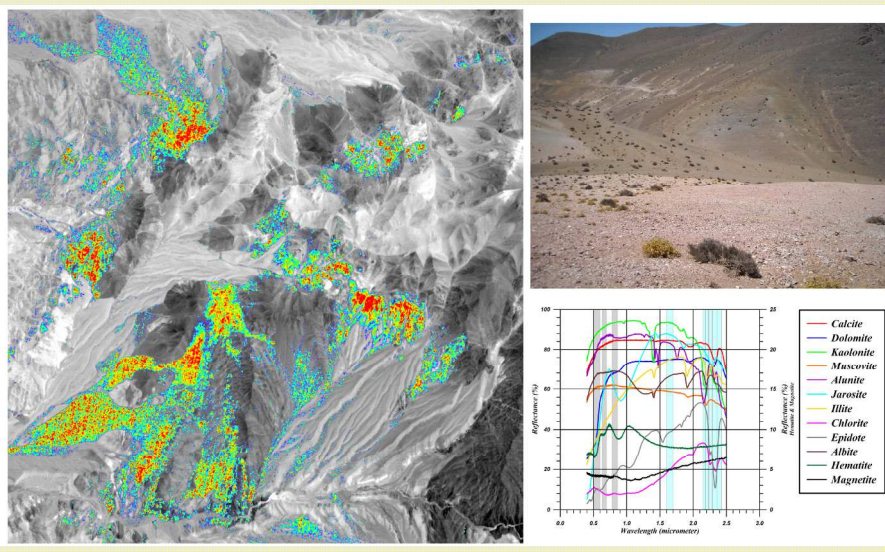 100
80
60
40
20
0
Reflectance (%)
25
20
15
10
5
0
Reflectance (%)
Hematite & Magnetite
0.0 0.5 1.0 1.5 2.0 2.5 3.0
Wavelength (micrometer)
Calcite
Dolomite
Kaolonite
Muscovite
Alunite
Jarosite
Illite
Chlorite
Epidote
Albite
Hematite
Magnetite